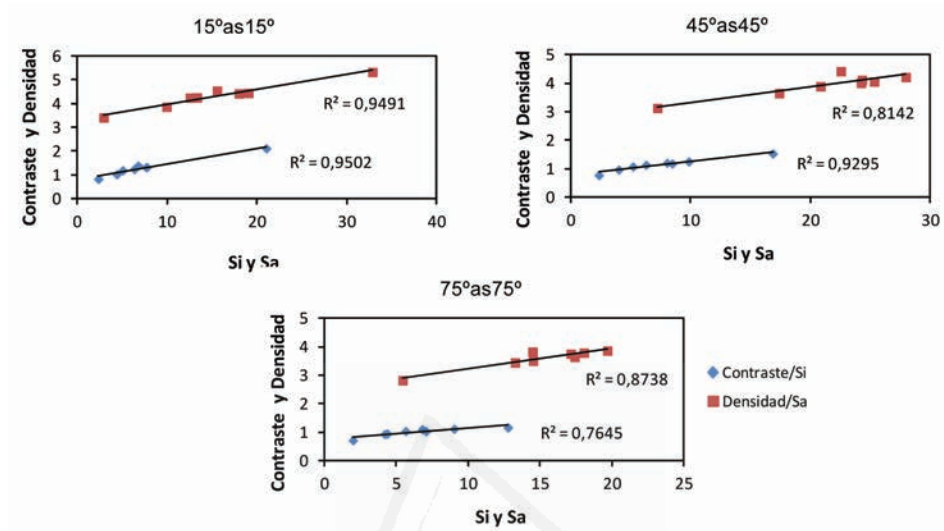 15ºas15º
Contraste y Densidad
6
5
4
3
2
1
0
R² = 0,9491
R² = 0,9502
0 10 20 30 40
Si y Sa
45ºas45º
Contraste y Densidad
5
4
3
2
1
0
R² = 0,8142
R² = 0,9295
0 10 20 30
Si y Sa
75ºas75º
Contraste y Densidad
5
4
3
2
1
0
R² = 0,8738
R² = 0,7645
0 5 10 15 20 25
Si y Sa
Contraste/Si
Densidad/Sa